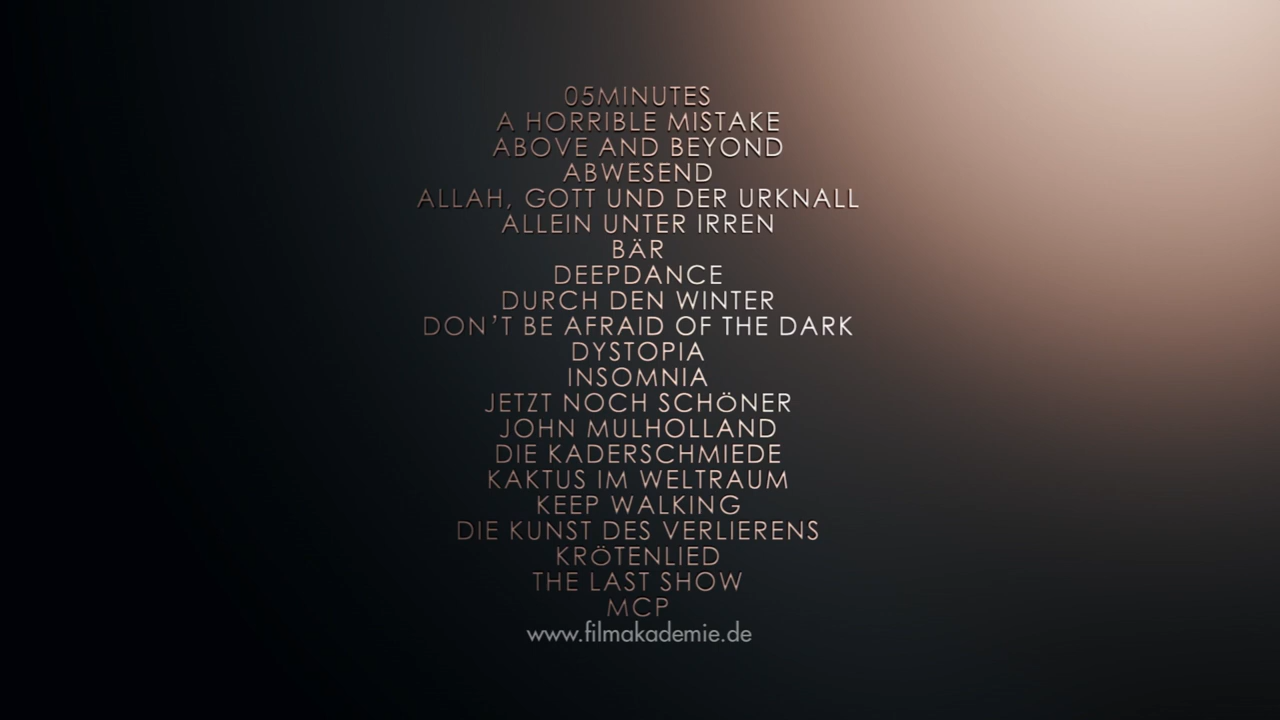 05MINUTES
A HORRIBLE MISTAKE
ABOVE AND BEYOND
ABWESEND
ALLAH, GOTT UND DER URKNALL
ALLEIN UNTER IRREN
BÄR
DEEPDANCE
DURCH DEN WINTER
DON’T BE AFRAID OF THE DARK
DYSTOPIA
INSOMNIA
JETZT NOCH SCHÖNER
JOHN MULHOLLAND
DIE KADERSCHMIEDE
KAKTUS IM WELTRAUM
KEEP WALKING
DIE KUNST DES VERLIERENS
KRÖTENLIED
THE LAST SHOW
MCP
www.filmakademie.de